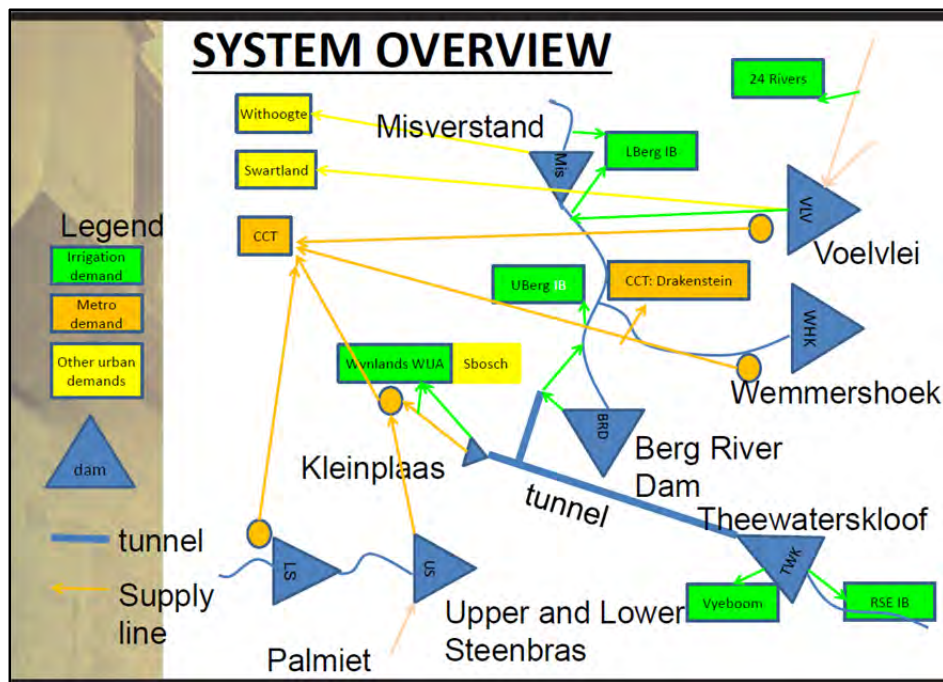 SYSTEM OVERVIEW
24 Rivers
Withoogte
Misverstand
Mis
LBerg IB
Swartland
VLV
Legend
CCT
Voelvlei
Irrigation
demand
UBerg IB
CCT: Drakenstein
Metro
demand
WHK
Wynlands WUA
Sbosch
Other urban
demands
Wemmershoek
BRD
Berg River
Dam
Kleinplaas
dam
tunnel
Theewaterskloof
tunnel
LS
US
TWK
Supply
line
Vyeboom
RSE IB
Upper and Lower
Steenbras
Palmiet